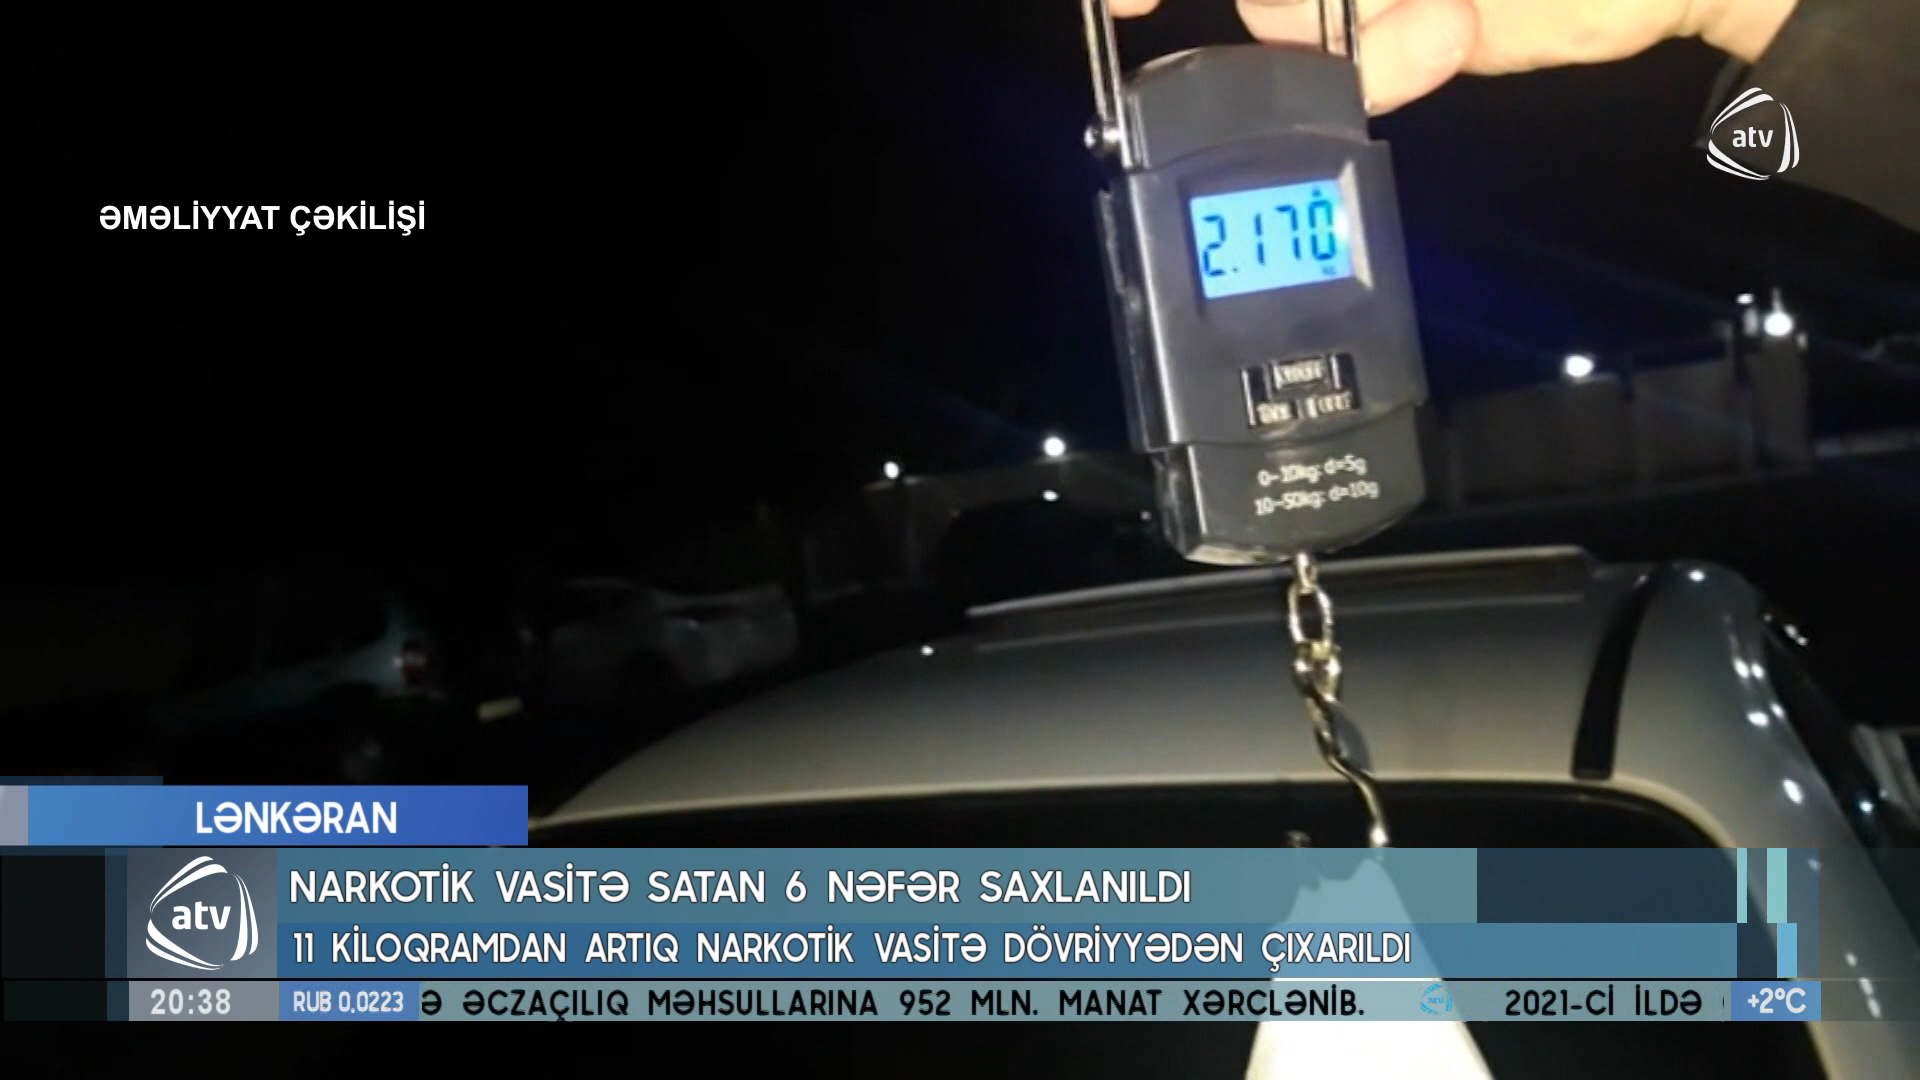 atv
ƏMƏLİYYAT ÇƏKİLİŞİ
2.170
0-10kg: d=5g
10-50kg: d=10g
LƏNKƏRAN
atv
NARKOTİK VASİTƏ SATAN 6 NƏFƏR SAXLANILDI
11 KİLOQRAMDAN ARTIQ NARKOTİK VASİTƏ DÖVRİYYƏDƏN ÇIXARILDI
20:38 RUB 0.0223 Ə ƏCZAÇILIQ MƏHSULLARINA 952 MLN. MANAT XƏRCLƏNİB. atv 2021-Cİ İLDƏ +2°C